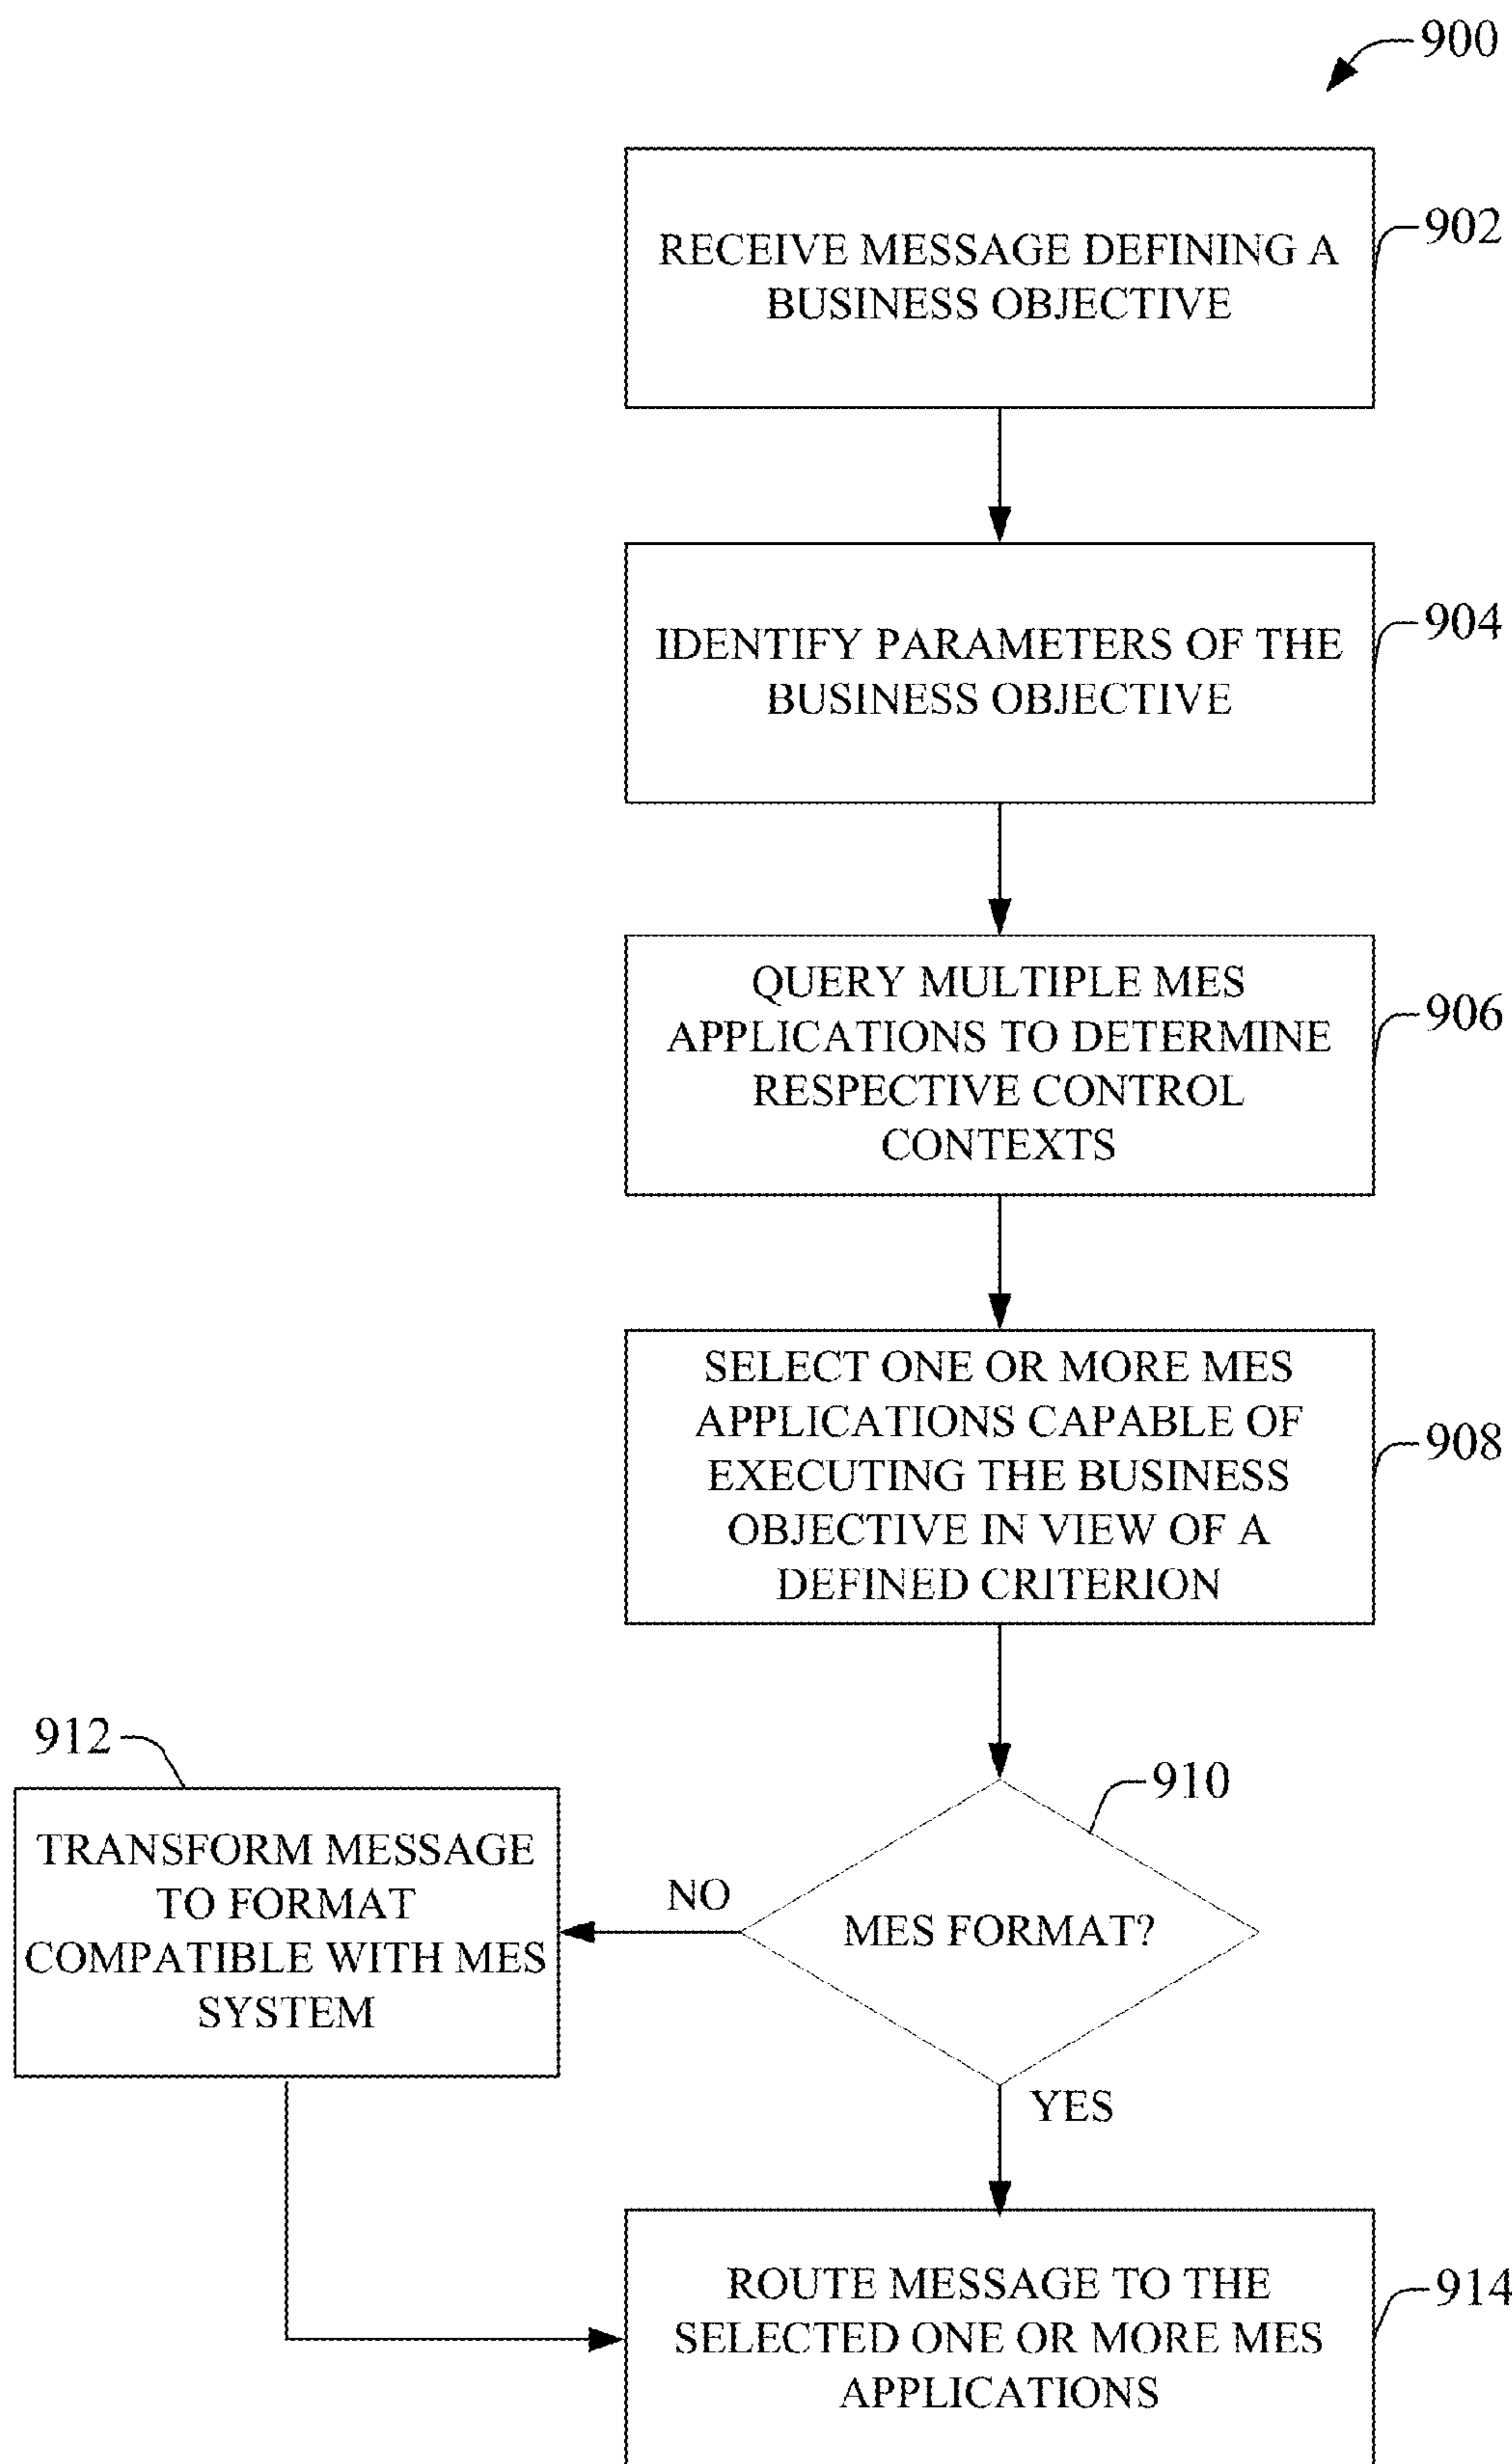 900
RECEIVE MESSAGE DEFINING A
BUSINESS OBJECTIVE
902
IDENTIFY PARAMETERS OF THE
BUSINESS OBJECTIVE
904
QUERY MULTIPLE MES
APPLICATIONS TO DETERMINE
RESPECTIVE CONTROL
CONTEXTS
906
SELECT ONE OR MORE MES
APPLICATIONS CAPABLE OF
EXECUTING THE BUSINESS
OBJECTIVE IN VIEW OF A
DEFINED CRITERION
908
910
MES FORMAT?
NO
912
TRANSFORM MESSAGE
TO FORMAT
COMPATIBLE WITH MES
SYSTEM
YES
ROUTE MESSAGE TO THE
SELECTED ONE OR MORE MES
APPLICATIONS
914